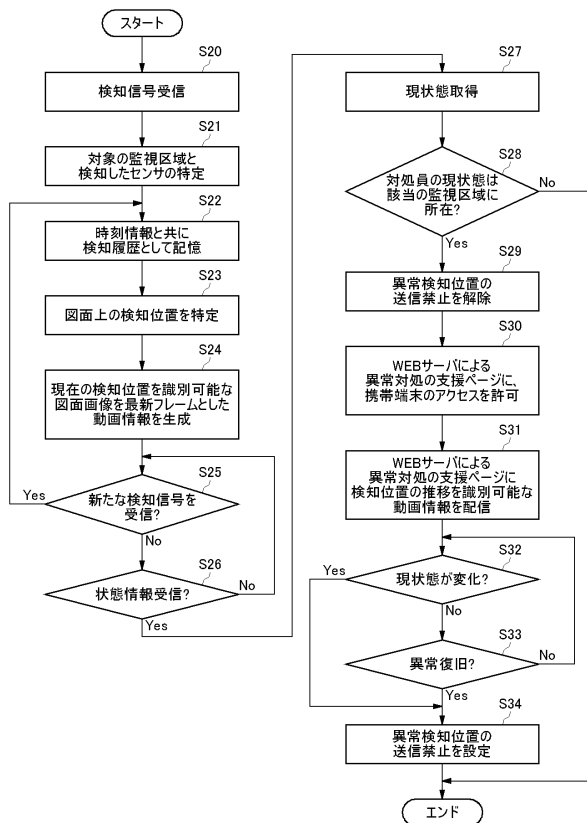 スタート
S20
検知信号受信
S21
対象の監視区域と
検知したセンサの特定
S22
時刻情報と共に
検知履歴として記憶
S23
図面上の検知位置を特定
S24
現在の検知位置を識別可能な
図面画像を最新フレームとした
動画情報を生成
S25
新たな検知信号を
受信?
Yes
No
S26
状態情報受信?
No
Yes
S27
現状態取得
S28
対処員の現状態は
該当の監視区域に
所在?
No
Yes
S29
異常検知位置の
送信禁止を解除
S30
WEBサーバによる
異常対処の支援ページに、
携帯端末のアクセスを許可
S31
WEBサーバによる
異常対処の支援ページに
検知位置の推移を識別可能な
動画情報を配信
S32
現状態が変化?
Yes
No
S33
異常復旧?
No
Yes
S34
異常検知位置の
送信禁止を設定
エンド